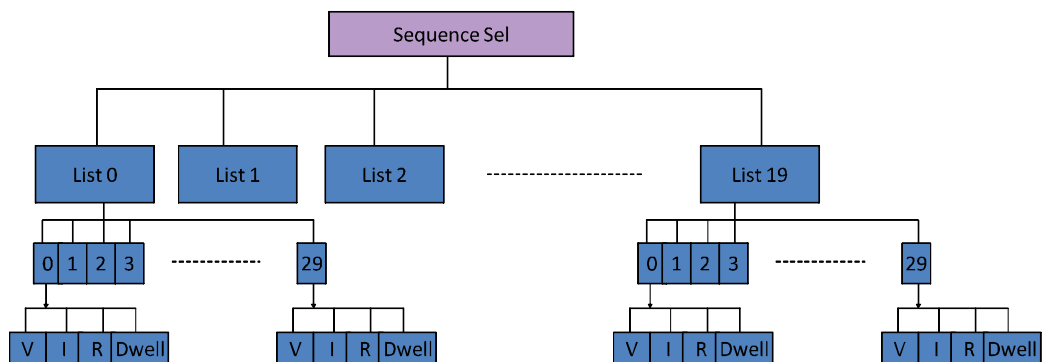 Sequence Sel
List 0 List 1 List 2 List 19
0 1 2 3 29 0 1 2 3 29
V I R Dwell V I R Dwell V I R Dwell V I R Dwell